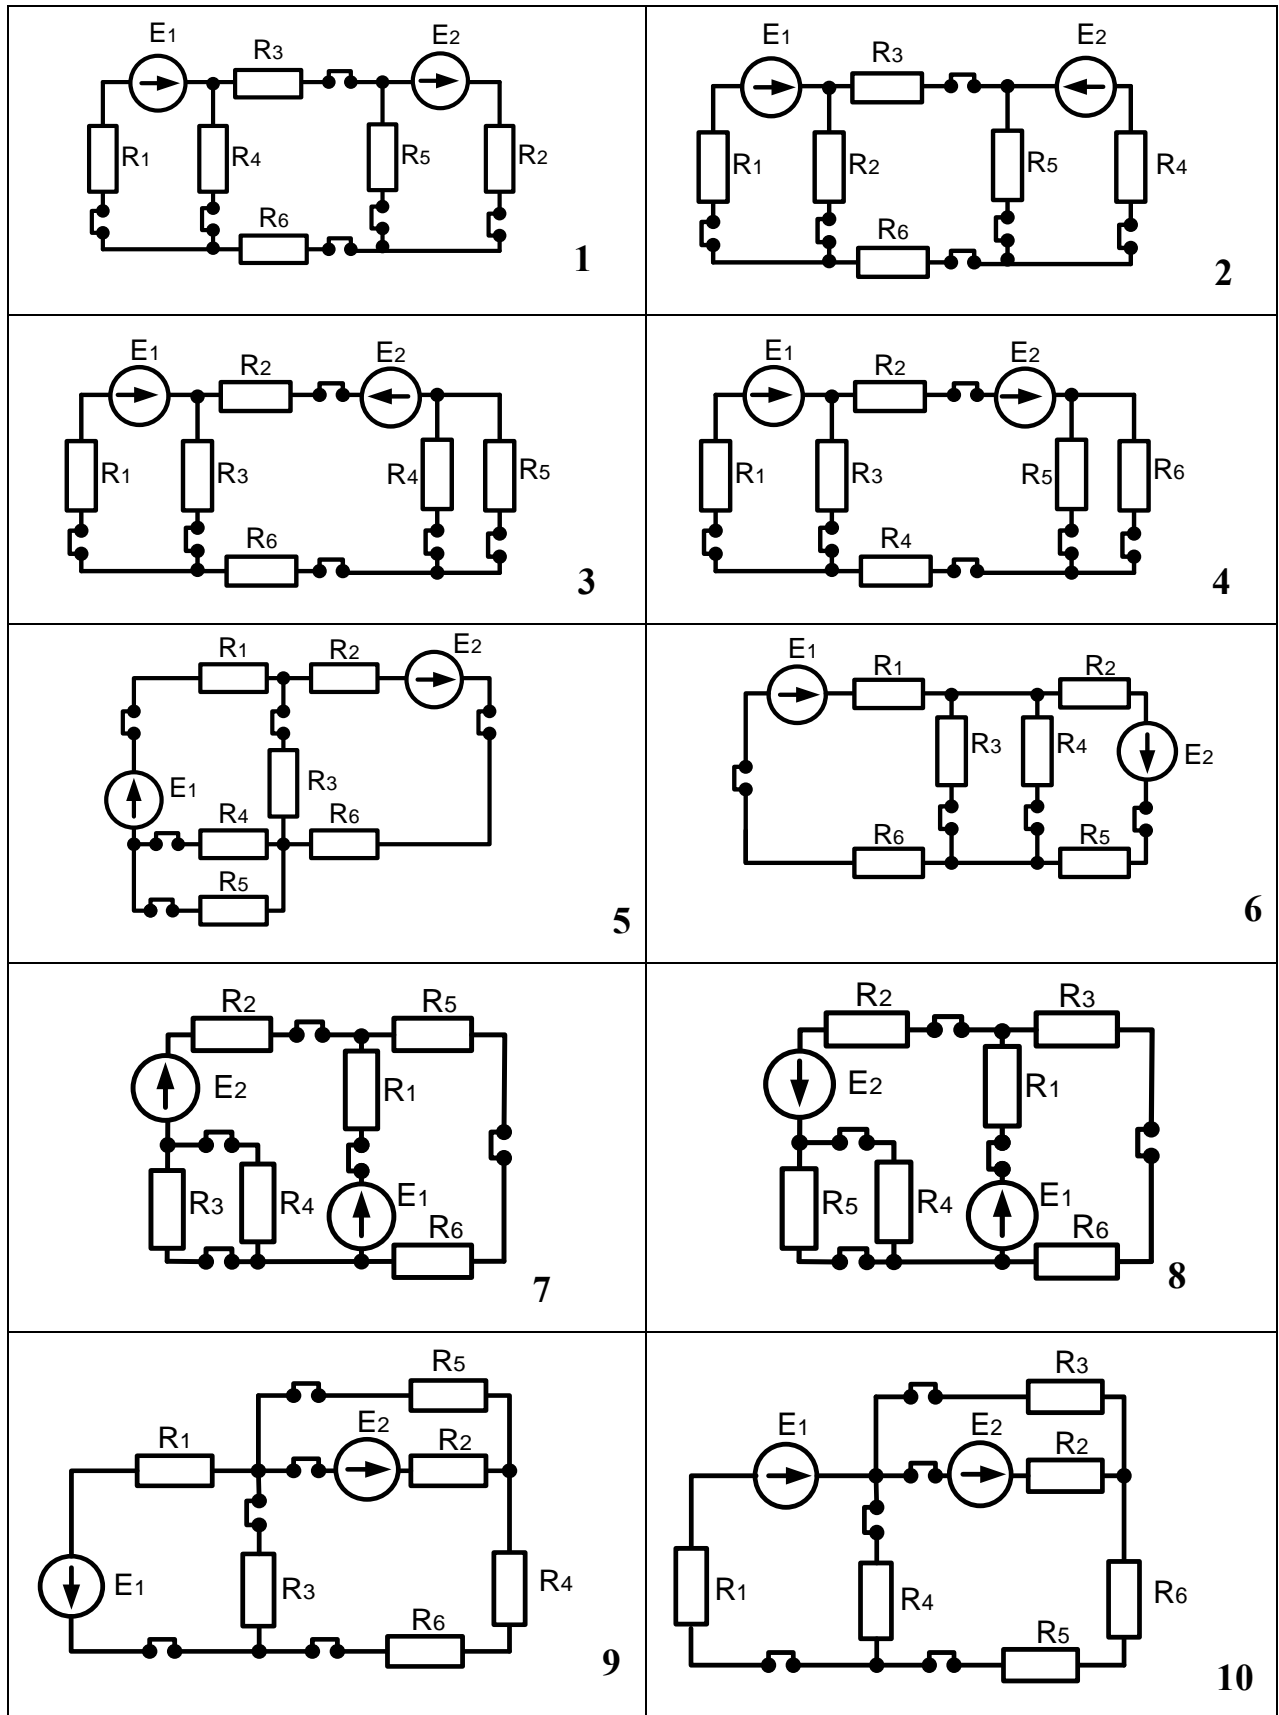 E1 R3 E2
R1 R4 R5 R2
R6
1
E1 R3 E2
R1 R2 R5 R4
R6
2
E1 R2 E2
R1 R3 R4 R5
R6
3
E1 R2 E2
R1 R3 R5 R6
R4
4
R1 R2 E2
E1 R3
R4 R6
R5
5
E1 R1 R2
R3 R4 E2
R6 R5
6
R2 R5
E2 R1
R3 R4 E1
R6
7
R2 R3
E2 R1
R5 R4 E1
R6
8
R5
R1 E2 R2
E1 R3 R4
R6
9
R3
E1 E2 R2
R1 R4 R6
R5
10